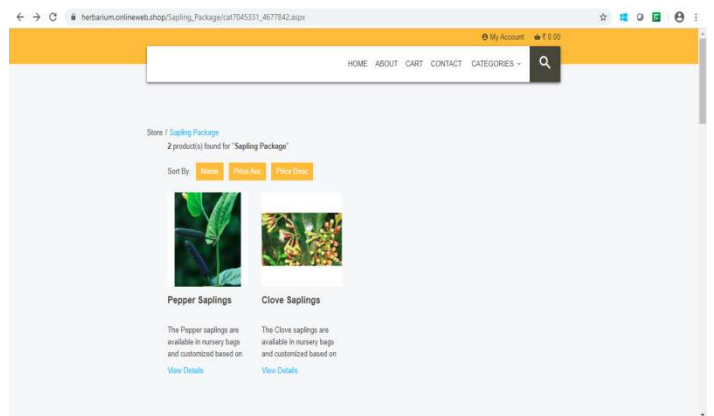 herbarium.onlineweb.shop/Sapling_Package/cat7045331_4677842.aspx
My Account ₹ 0.00
HOME ABOUT CART CONTACT CATEGORIES
Store / Sapling Package
2 product(s) found for "Sapling Package"
Sort By: Name Price Asc Price Desc
Pepper Saplings Clove Saplings
The Pepper saplings are The Clove saplings are
available in nursery bags available in nursery bags
and customized based on and customized based on
View Details View Details